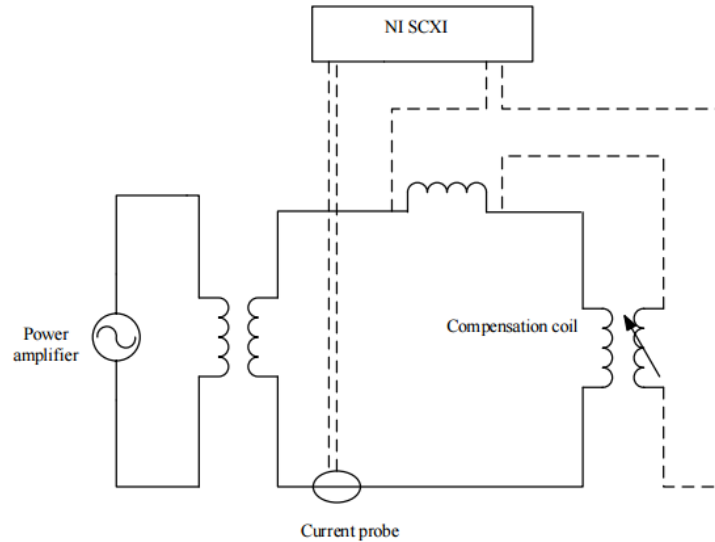 NI SCXI
Compensation coil
Power
amplifier
Current probe